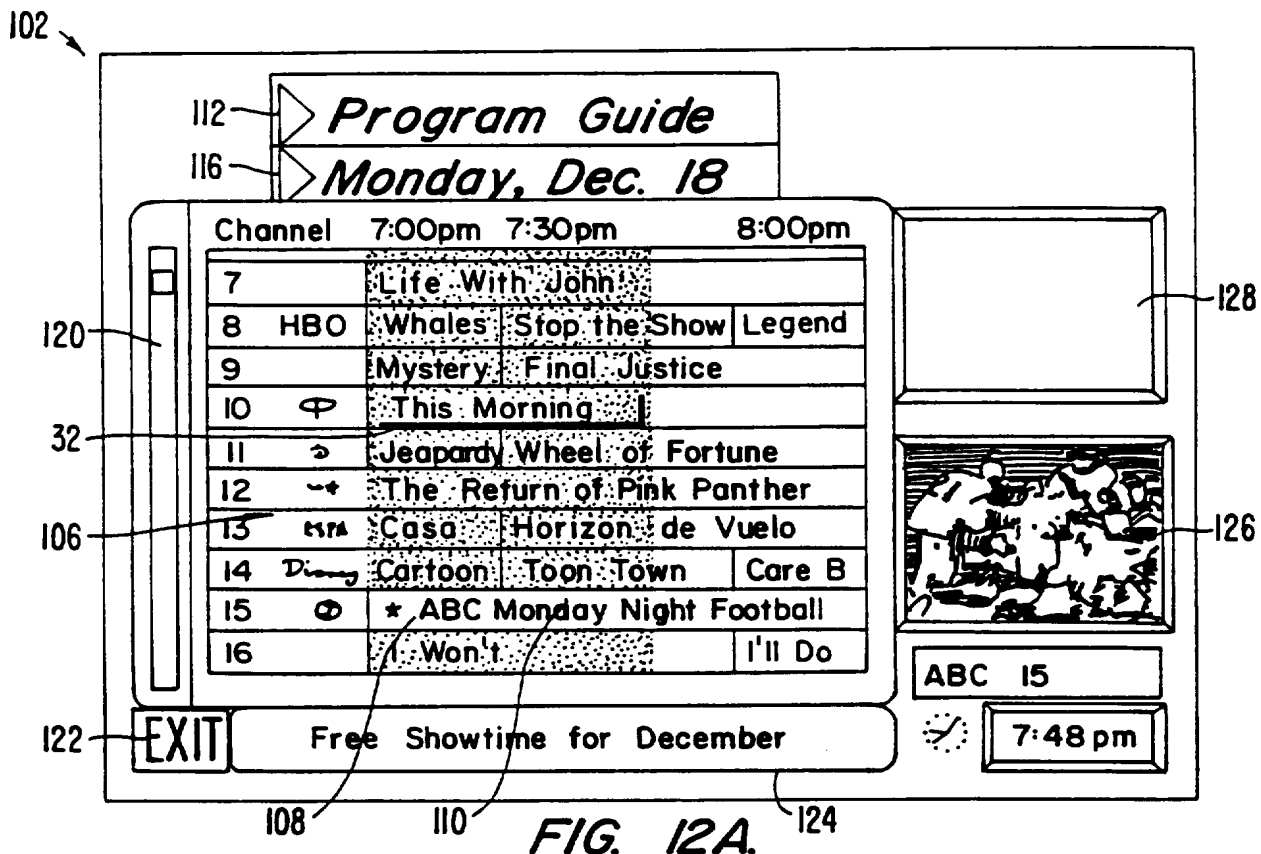 102
112 Program Guide
116 Monday, Dec. 18
Channel 7:00pm 7:30pm 8:00pm
7 Life With John
8 HBO Whales Stop the Show Legend
128
120
9 Mystery Final Justice
10 This Morning
32
11 Jeapardy Wheel of Fortune
12 The Return of Pink Panther
126
106
13 Casa Horizon de Vuelo
14 Disney Cartoon Toon Town Care B
15 * ABC Monday Night Football
16 I Won't I'll Do
ABC 15
122 EXIT Free Showtime for December 7:48 pm
108 110 124
FIG. 12A.